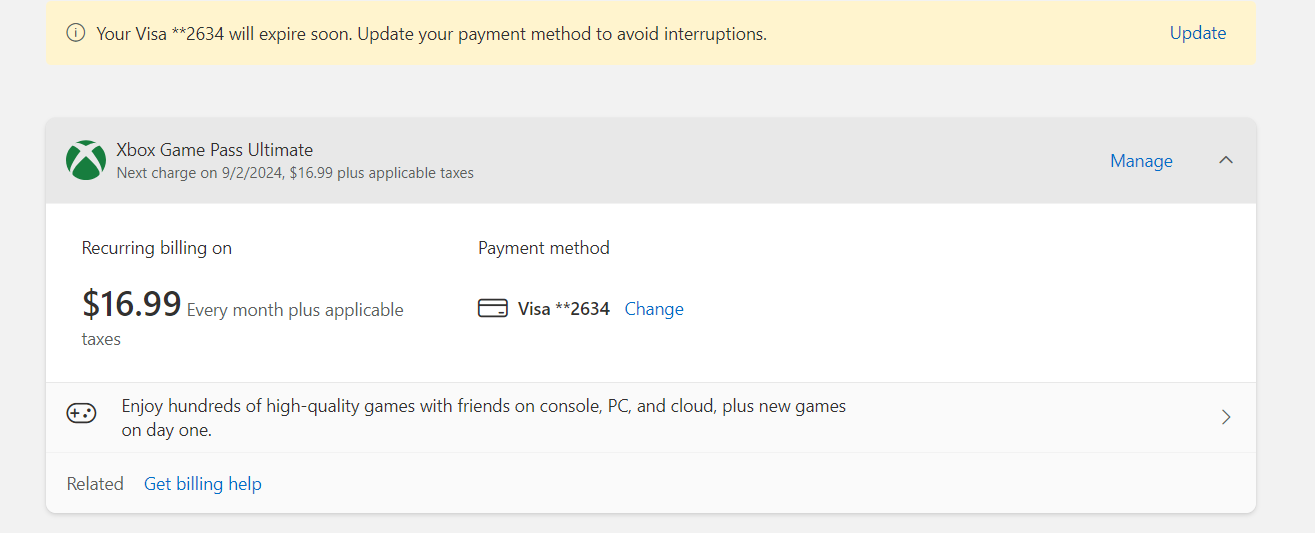 Your Visa **2634 will expire soon. Update your payment method to avoid interruptions.
Update
Xbox Game Pass Ultimate
Next charge on 9/2/2024, $16.99 plus applicable taxes
Manage
Recurring billing on
$16.99 Every month plus applicable
taxes
Payment method
Visa **2634 Change
Enjoy hundreds of high-quality games with friends on console, PC, and cloud, plus new games
on day one.
Related Get billing help